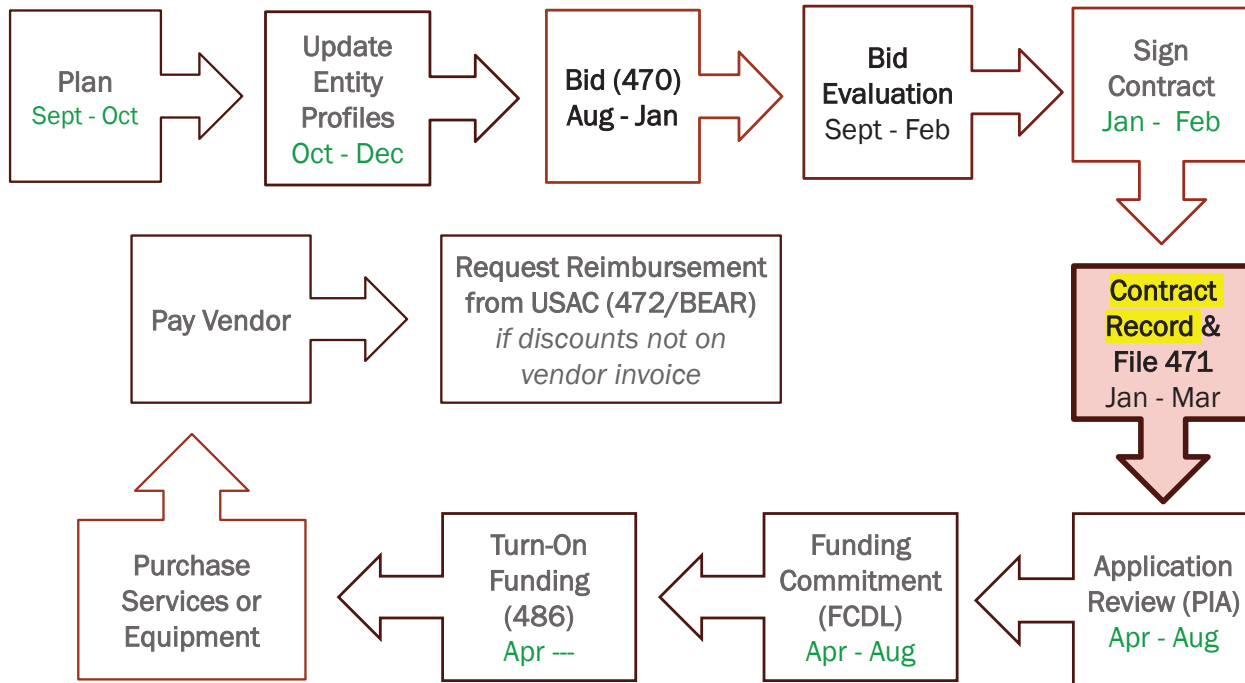 Plan
Sept - Oct
Update
Entity
Profiles
Oct - Dec
Bid (470)
Aug - Jan
Bid
Evaluation
Sept - Feb
Sign
Contract
Jan - Feb
Contract
Record &
File 471
Jan - Mar
Application
Review (PIA)
Apr - Aug
Funding
Commitment
(FCDL)
Apr - Aug
Turn-On
Funding
(486)
Apr ---
Purchase
Services or
Equipment
Pay Vendor
Request Reimbursement
from USAC (472/BEAR)
if discounts not on
vendor invoice